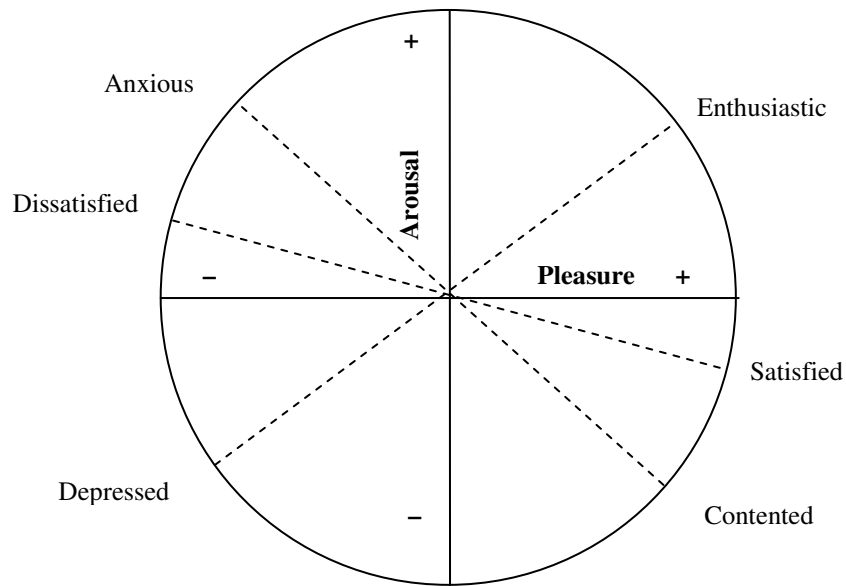 +
Anxious
Enthusiastic
Arousal
Dissatisfied
– Pleasure +
Satisfied
Depressed
–
Contented